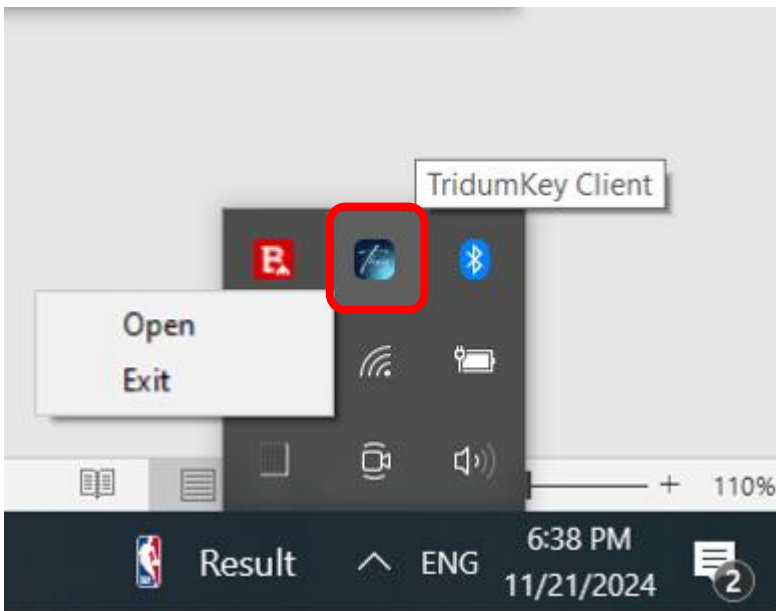 TridumKey Client
Open
Exit
110%
Result
ENG
6:38 PM
11/21/2024
2